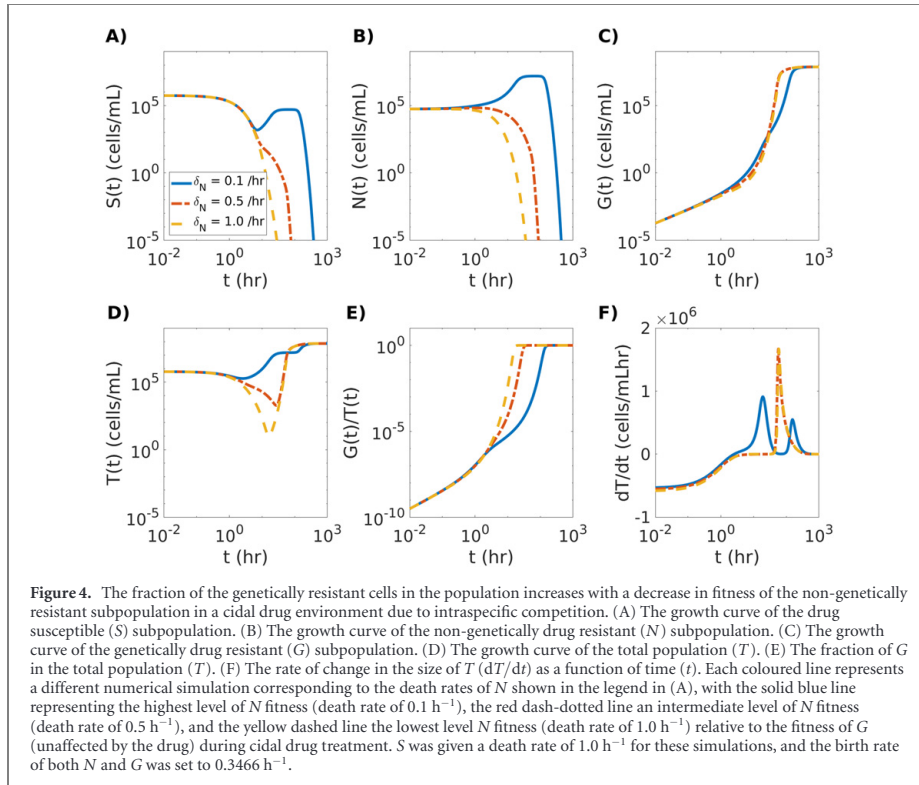 A)
B)
C)
S(t) (cells/mL)
10^5
10^0
10^-5
δN = 0.1 /hr
δN = 0.5 /hr
δN = 1.0 /hr
10^-2
10^0
10^3
t (hr)
N(t) (cells/mL)
10^5
10^0
10^-5
10^-2
10^0
10^3
t (hr)
G(t) (cells/mL)
10^5
10^0
10^-5
10^-2
10^0
10^3
t (hr)
D)
E)
F)
T(t) (cells/mL)
10^5
10^0
10^-5
10^-2
10^0
10^3
t (hr)
G(t)/T(t)
10^0
10^-5
10^-10
10^-2
10^0
10^3
t (hr)
dT/dt (cells/mLhr)
×10^6
2
1
0
-1
10^-2
10^0
10^3
t (hr)
Figure 4. The fraction of the genetically resistant cells in the population increases with a decrease in fitness of the non-genetically
resistant subpopulation in a cidal drug environment due to intraspecific competition. (A) The growth curve of the drug
susceptible (S) subpopulation. (B) The growth curve of the non-genetically drug resistant (N) subpopulation. (C) The growth
curve of the genetically drug resistant (G) subpopulation. (D) The growth curve of the total population (T). (E) The fraction of G
in the total population (T). (F) The rate of change in the size of T (dT/dt) as a function of time (t). Each coloured line represents
a different numerical simulation corresponding to the death rates of N shown in the legend in (A), with the solid blue line
representing the highest level of N fitness (death rate of 0.1 h−1), the red dash-dotted line an intermediate level of N fitness
(death rate of 0.5 h−1), and the yellow dashed line the lowest level N fitness (death rate of 1.0 h−1) relative to the fitness of G
(unaffected by the drug) during cidal drug treatment. S was given a death rate of 1.0 h−1 for these simulations, and the birth rate
of both N and G was set to 0.3466 h−1.